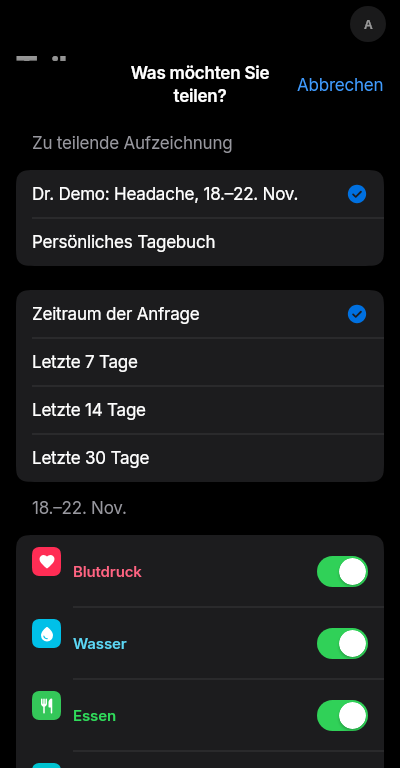 A
Was möchten Sie
teilen?
Abbrechen
Zu teilende Aufzeichnung
Dr. Demo: Headache, 18.–22. Nov.
Persönliches Tagebuch
Zeitraum der Anfrage
Letzte 7 Tage
Letzte 14 Tage
Letzte 30 Tage
18.–22. Nov.
Blutdruck
Wasser
Essen